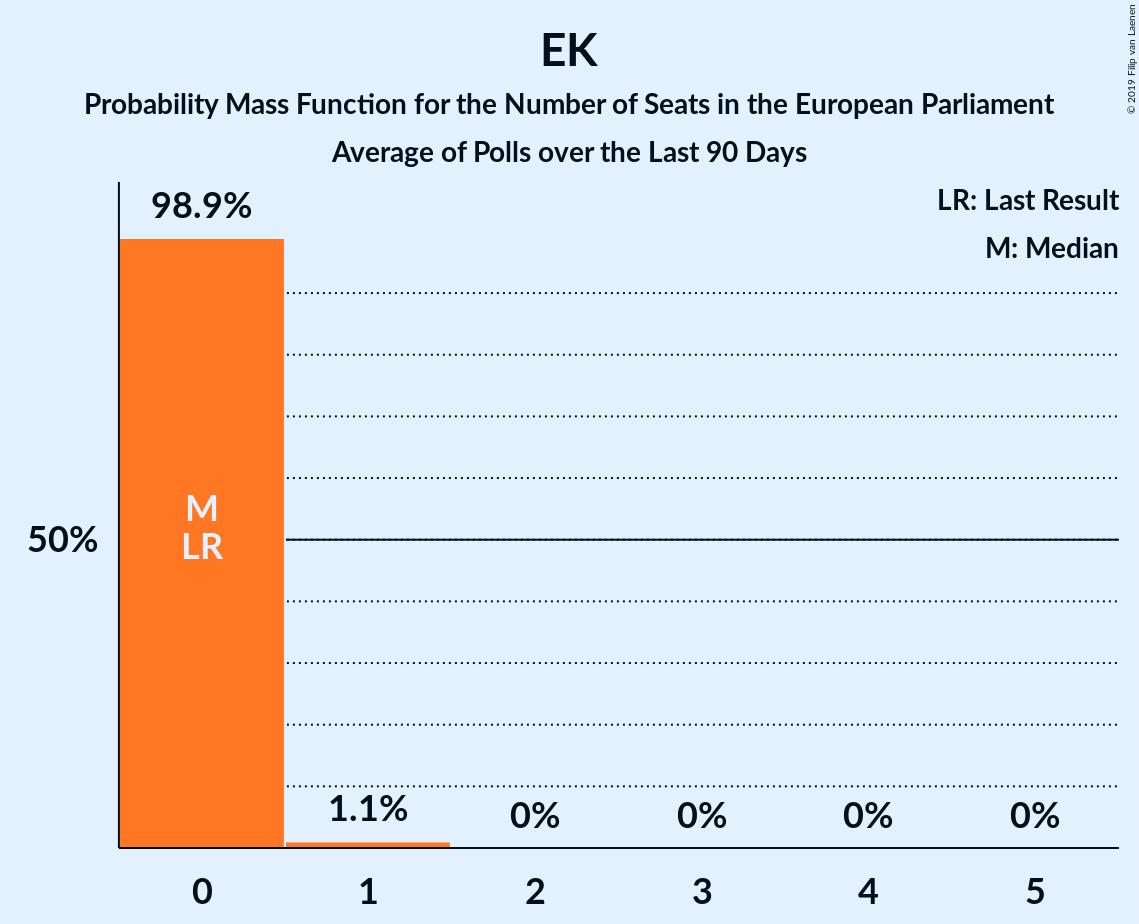 EK
Probability Mass Function for the Number of Seats in the European Parliament
Average of Polls over the Last 90 Days
© 2019 Filip van Laenen
LR: Last Result
M: Median
98.9%
M
LR
50%
1.1%
0%
0%
0%
0%
0
1
2
3
4
5